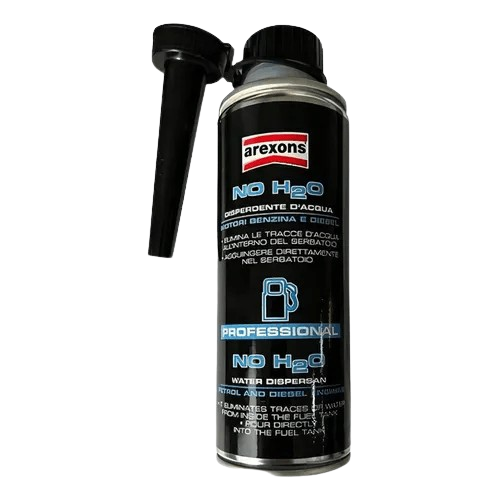 arexons
NO H2O
DISPERDENTE D'ACQUA
MOTORI BENZINA E DIESEL
• ELIMINA LE TRACCE D'ACQUA
ALL'INTERNO DEL SERBATOIO
• AGGIUNGERE DIRETTAMENTE
NEL SERBATOIO
PROFESSIONAL
NO H2O
WATER DISPERSAN
PETROL AND DIESEL ENGINES
• IT ELIMINATES TRACES OF WATER
FROM INSIDE THE FUEL TANK
• POUR DIRECTLY
INTO THE FUEL TANK